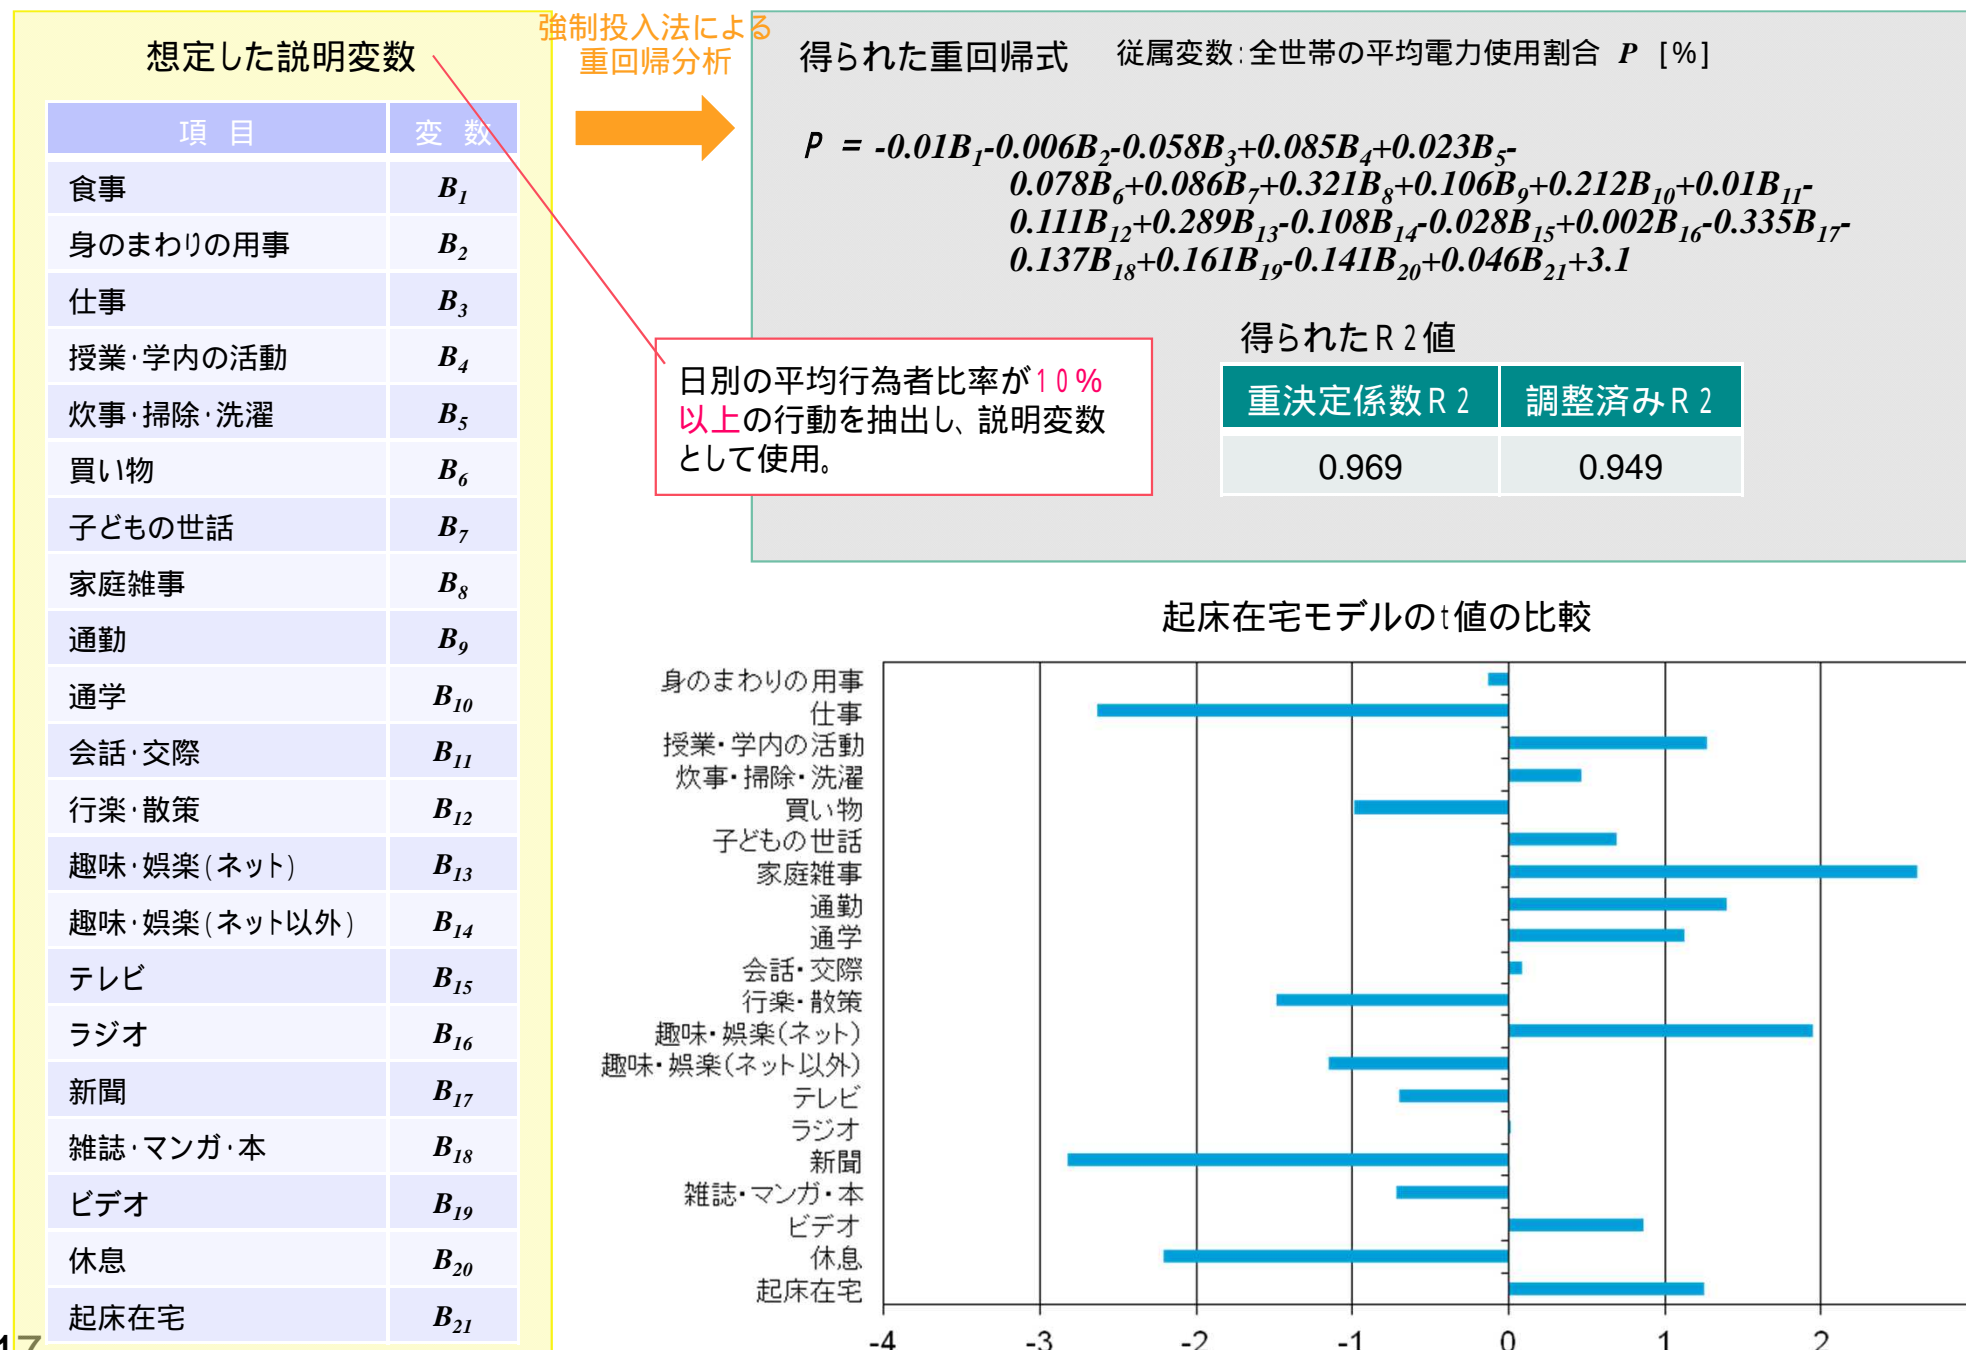 想定した説明変数
項 目 変 数
食事 B1
身のまわりの用事 B2
仕事 B3
授業・学内の活動 B4
炊事・掃除・洗濯 B5
買い物 B6
子どもの世話 B7
家庭雑事 B8
通勤 B9
通学 B10
会話・交際 B11
行楽・散策 B12
趣味・娯楽(ネット) B13
趣味・娯楽(ネット以外) B14
テレビ B15
ラジオ B16
新聞 B17
雑誌・マンガ・本 B18
ビデオ B19
休息 B20
起床在宅 B21
強制投入法による
重回帰分析
得られた重回帰式 従属変数:全世帯の平均電力使用割合 P [%]
P = -0.01B1-0.006B2-0.058B3+0.085B4+0.023B5-
0.078B6+0.086B7+0.321B8+0.106B9+0.212B10+0.01B11-
0.111B12+0.289B13-0.108B14-0.028B15+0.002B16-0.335B17-
0.137B18+0.161B19-0.141B20+0.046B21+3.1
日別の平均行為者比率が10%
以上の行動を抽出し、説明変数
として使用。
得られたR2値
重決定係数R2 調整済みR2
0.969 0.949
起床在宅モデルのt値の比較
身のまわりの用事
仕事
授業・学内の活動
炊事・掃除・洗濯
買い物
子どもの世話
家庭雑事
通勤
通学
会話・交際
行楽・散策
趣味・娯楽(ネット)
趣味・娯楽(ネット以外)
テレビ
ラジオ
新聞
雑誌・マンガ・本
ビデオ
休息
起床在宅
-4 -3 -2 -1 0 1 2